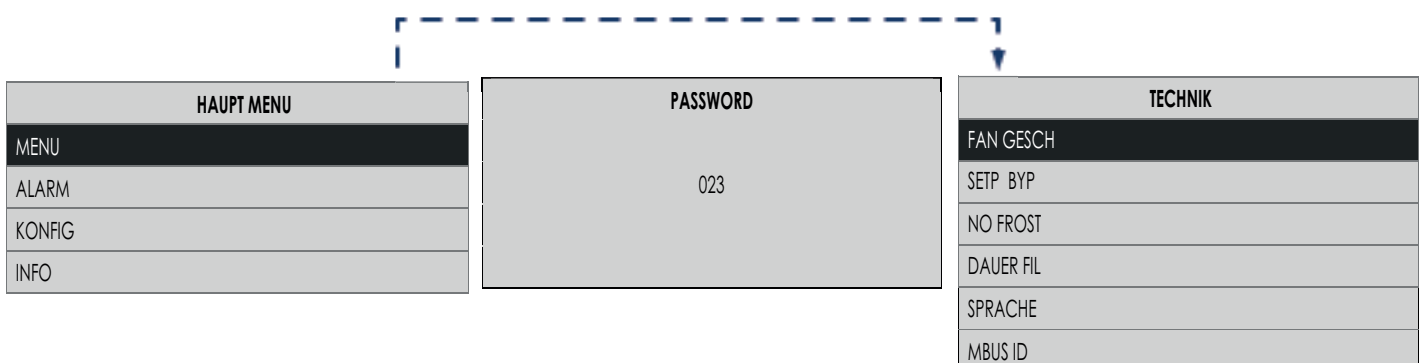 HAUPT MENU
MENU
ALARM
KONFIG
INFO
PASSWORD
023
TECHNIK
FAN GESCH
SETP BYP
NO FROST
DAUER FIL
SPRACHE
MBUS ID